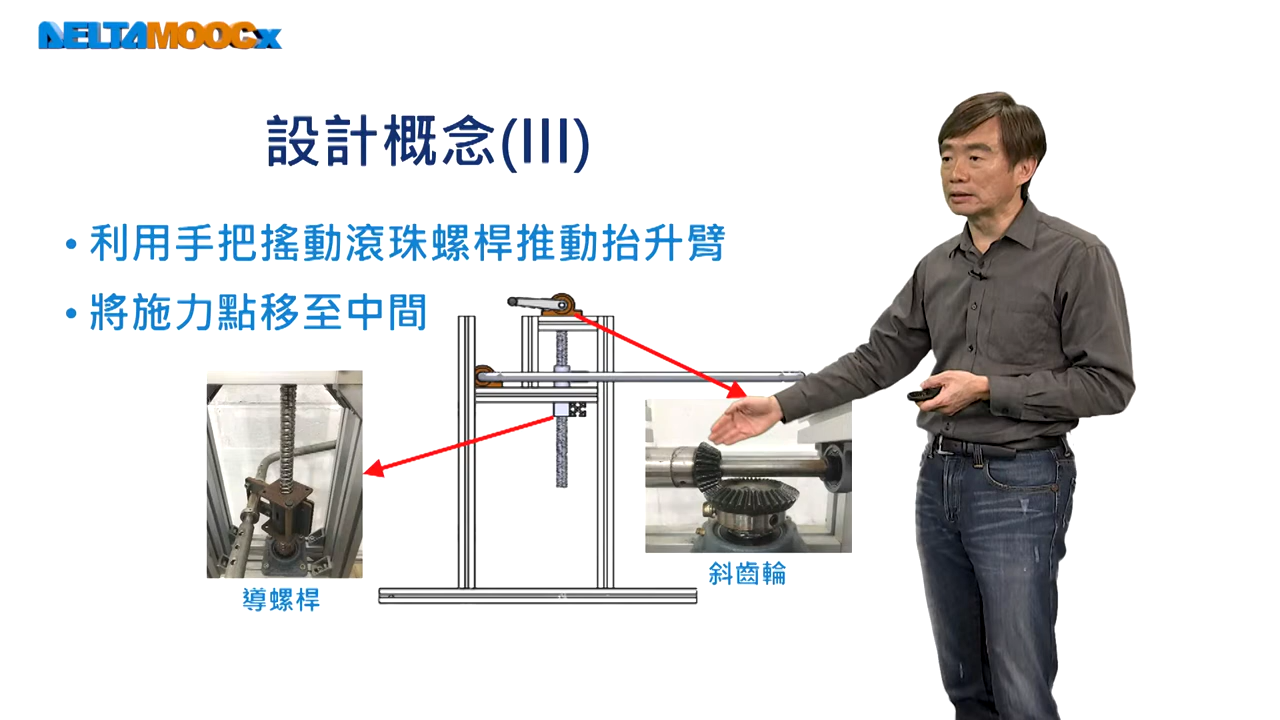 DELTAMOOCx
設計概念(III)
• 利用手把搖動滾珠螺桿推動抬升臂
• 將施力點移至中間
斜齒輪
導螺桿